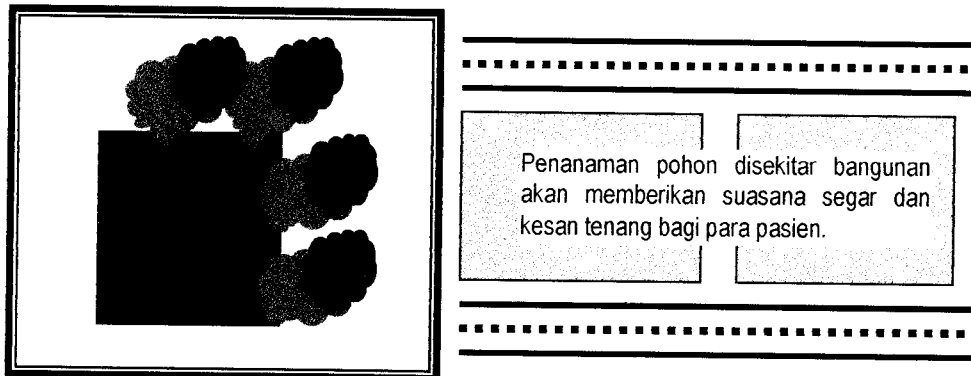 Penanaman pohon disekitar bangunan
akan memberikan suasana segar dan
kesan tenang bagi para pasien.